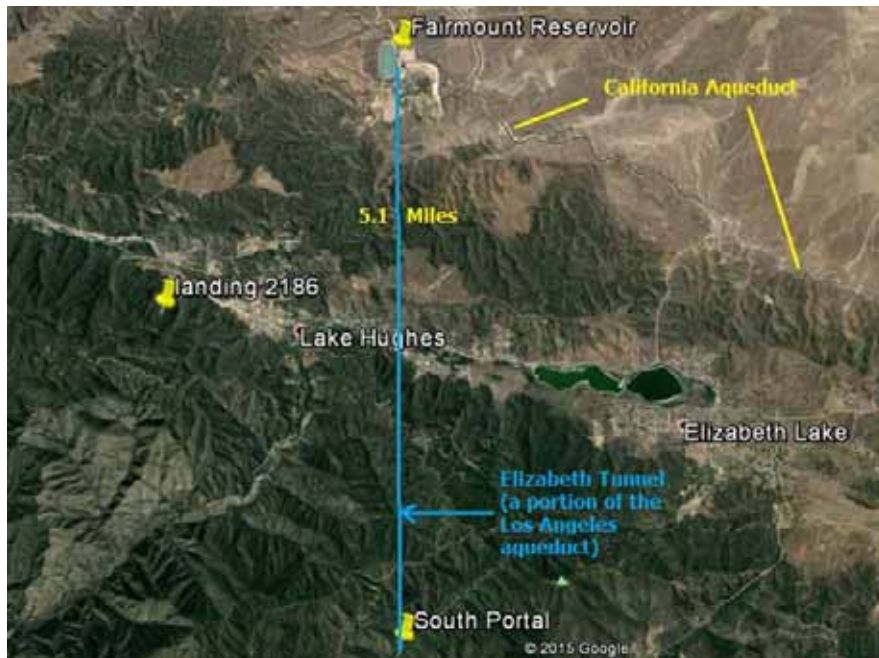 Fairmount Reservoir
California Aqueduct
5.1 Miles
landing 2186
Lake Hughes
Elizabeth Lake
Elizabeth Tunnel
(a portion of the
Los Angeles
aqueduct)
South Portal
© 2015 Google